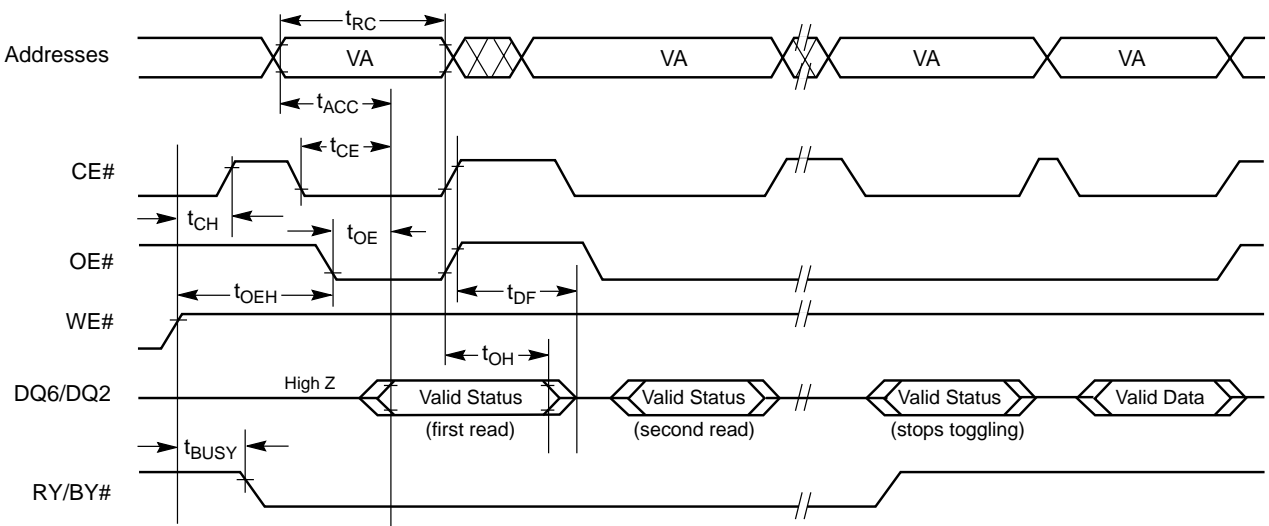 tRC
Addresses VA VA VA VA
tACC
tCE
CE#
tCH tOE
OE#
tOEH tDF
WE#
tOH
DQ6/DQ2 High Z Valid Status Valid Status Valid Status Valid Data
(first read) (second read) (stops toggling)
tBUSY
RY/BY#